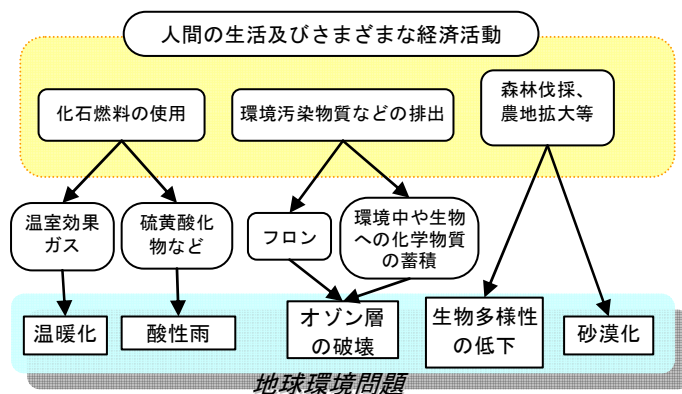 人間の生活及びさまざまな経済活動
化石燃料の使用
環境汚染物質などの排出
森林伐採、
農地拡大等
温室効果
ガス
硫黄酸化
物など
フロン
環境中や生物
への化学物質
の蓄積
温暖化
酸性雨
オゾン層
の破壊
生物多様性
の低下
砂漠化
地球環境問題